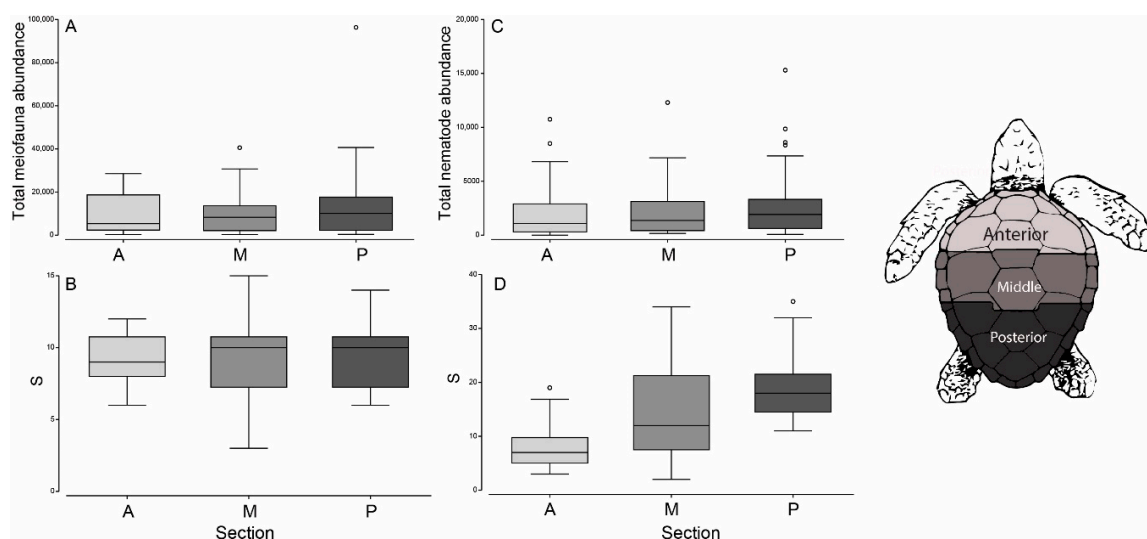 A
Total meiofauna abundance
100,000
80,000
60,000
40,000
20,000
0
A M P
B
S
15
10
5
0
A M P
Section
C
Total nematode abundance
20,000
15,000
10,000
5000
0
A M P
D
S
40
30
20
10
0
A M P
Section
Anterior
Middle
Posterior